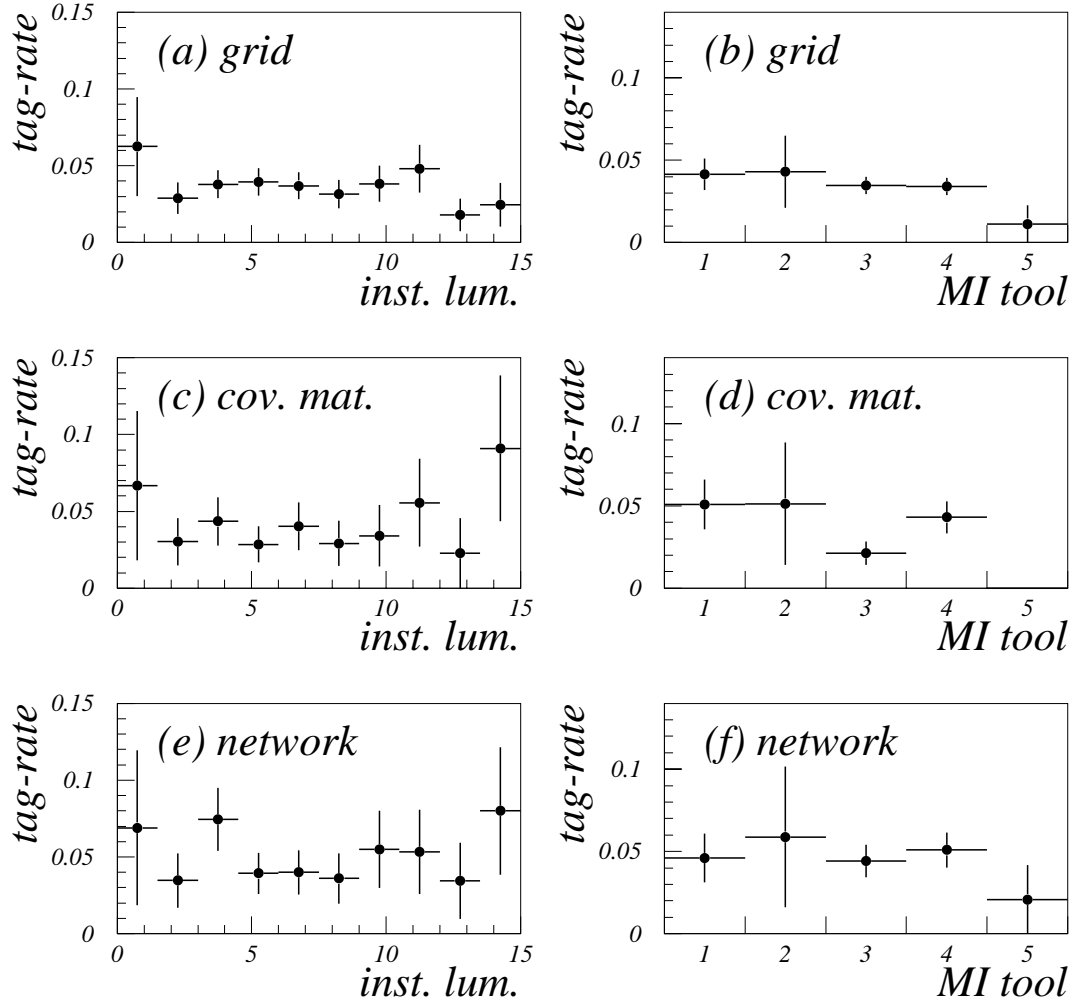 tag-rate
0.15
0.1
0.05
0
(a) grid
0 5 10 15
inst. lum.
tag-rate
0.1
0.05
0
(b) grid
1 2 3 4 5
MI tool
tag-rate
0.15
0.1
0.05
0
(c) cov. mat.
0 5 10 15
inst. lum.
tag-rate
0.1
0.05
0
(d) cov. mat.
1 2 3 4 5
MI tool
tag-rate
0.15
0.1
0.05
0
(e) network
0 5 10 15
inst. lum.
tag-rate
0.1
0.05
0
(f) network
1 2 3 4 5
MI tool